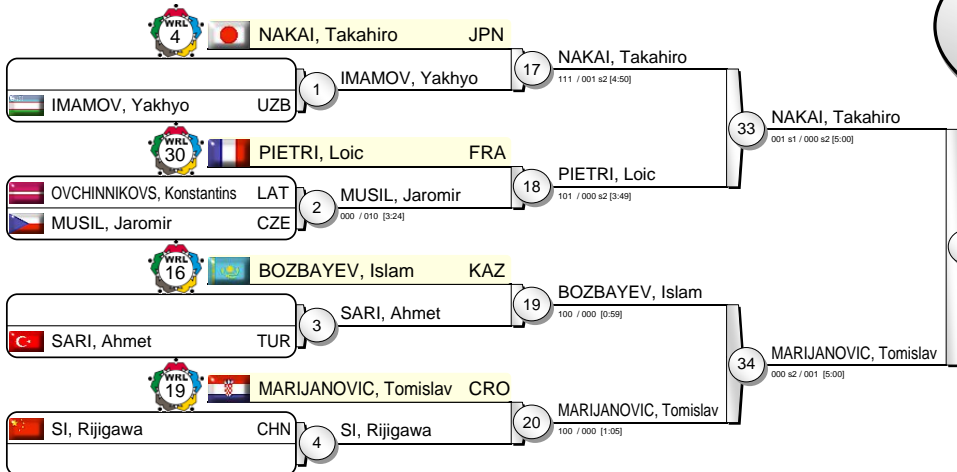 WRL 4 NAKAI, Takahiro JPN
IMAMOV, Yakhyo UZB
1 IMAMOV, Yakhyo
17 NAKAI, Takahiro
111 / 001 s2 [4:50]
WRL 30 PIETRI, Loic FRA
OVCHINNIKOVS, Konstantins LAT
MUSIL, Jaromir CZE
2 MUSIL, Jaromir
000 / 010 [3:24]
18 PIETRI, Loic
101 / 000 s2 [3:49]
33 NAKAI, Takahiro
001 s1 / 000 s2 [5:00]
WRL 16 BOZBAYEV, Islam KAZ
SARI, Ahmet TUR
3 SARI, Ahmet
19 BOZBAYEV, Islam
100 / 000 [0:59]
WRL 19 MARIJANOVIC, Tomislav CRO
SI, Rijigawa CHN
4 SI, Rijigawa
20 MARIJANOVIC, Tomislav
100 / 000 [1:05]
34 MARIJANOVIC, Tomislav
000 s2 / 001 [5:00]